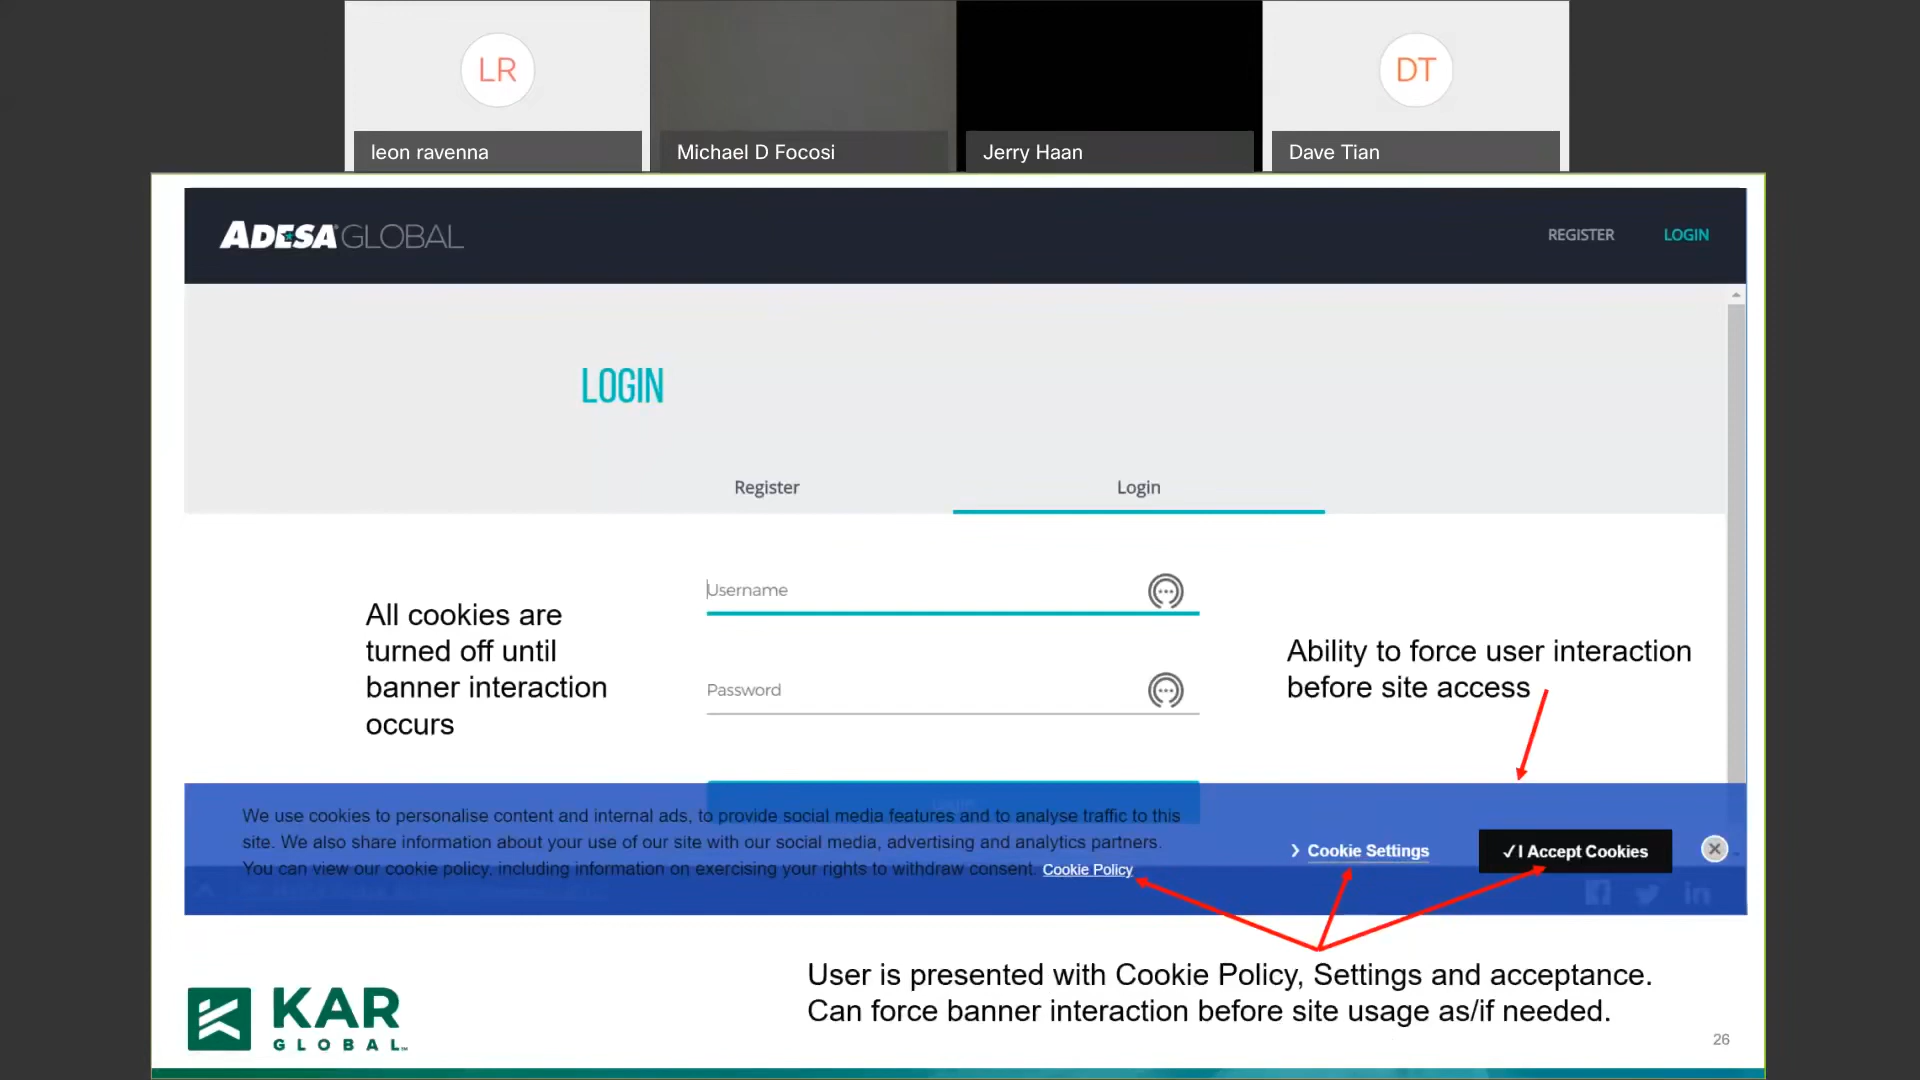 LR
DT
leon ravenna
Michael D Focosi
Jerry Haan
Dave Tian
ADESA GLOBAL
REGISTER
LOGIN
LOGIN
Register
Login
Username
Password
All cookies are
turned off until
banner interaction
occurs
Ability to force user interaction
before site access
We use cookies to personalise content and internal ads, to provide social media features and to analyse traffic to this
site. We also share information about your use of our site with our social media, advertising and analytics partners.
You can view our cookie policy, including information on exercising your rights to withdraw consent. Cookie Policy
Cookie Settings
✓I Accept Cookies
User is presented with Cookie Policy, Settings and acceptance.
Can force banner interaction before site usage as/if needed.
KAR
GLOBAL
26